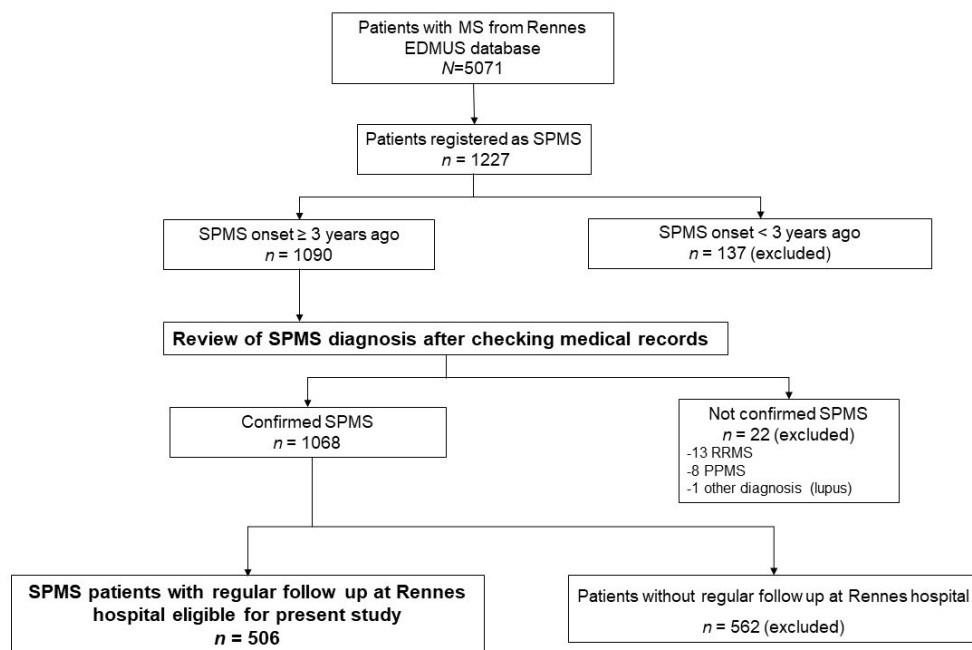 Patients with MS from Rennes
EDMUS database
N=5071
Patients registered as SPMS
n = 1227
SPMS onset ≥ 3 years ago
n = 1090
SPMS onset < 3 years ago
n = 137 (excluded)
Review of SPMS diagnosis after checking medical records
Confirmed SPMS
n = 1068
Not confirmed SPMS
n = 22 (excluded)
-13 RRMS
-8 PPMS
-1 other diagnosis (lupus)
SPMS patients with regular follow up at Rennes
hospital eligible for present study
n = 506
Patients without regular follow up at Rennes hospital
n = 562 (excluded)